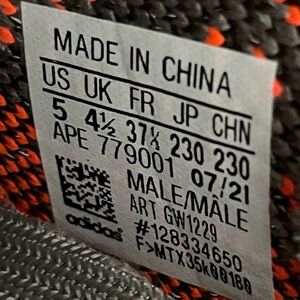 MADE IN CHINA
US UK FR JP CHN
5 4½ 37⅓ 230 230
APE 779001 07/21
MALE/MÂLE
ART GW1229
#128334650
F>MTX35k00180
adidas